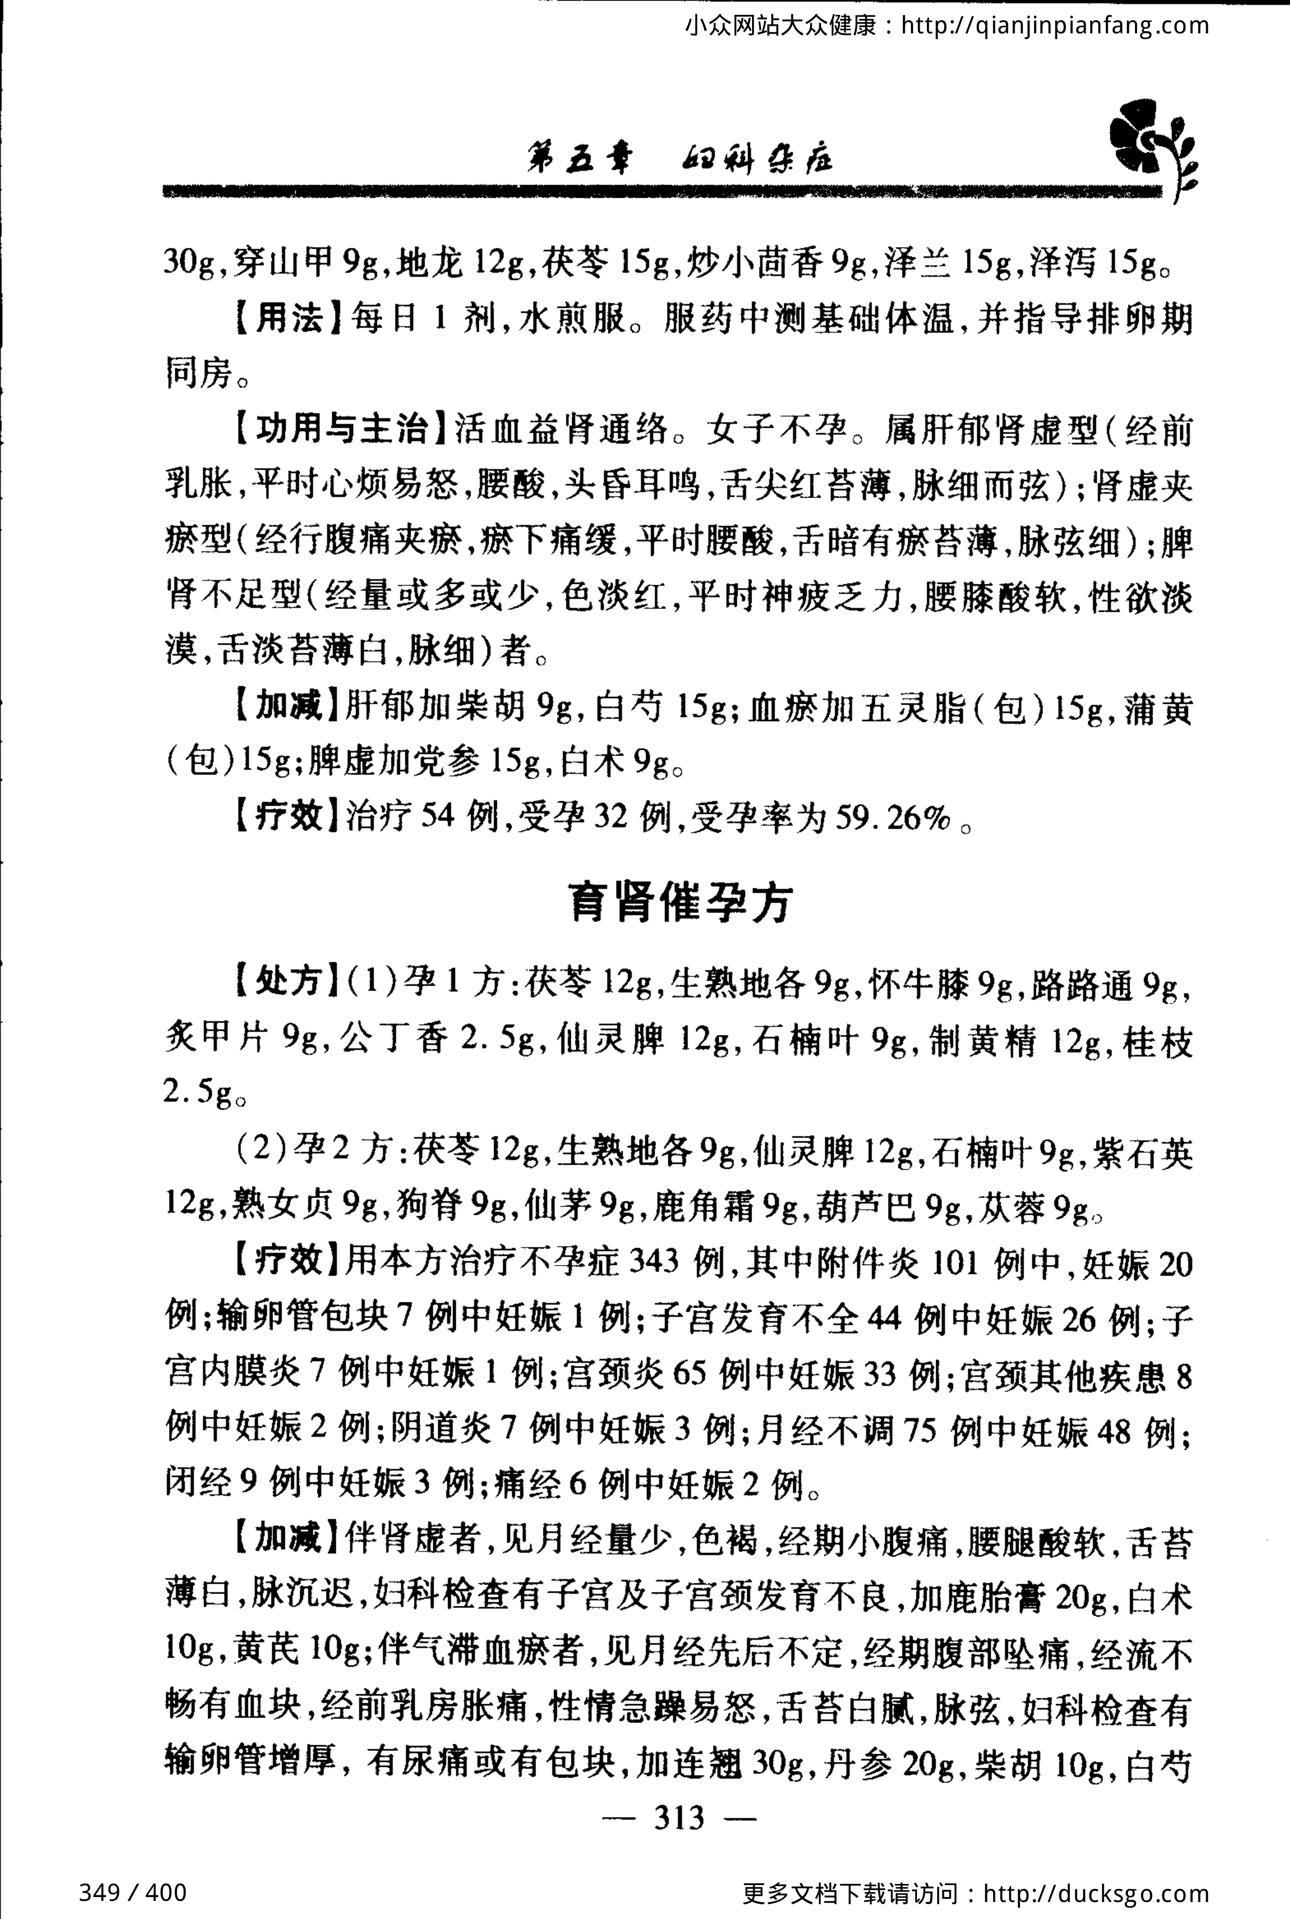 小众网站大众健康：http://qianjinpianfang.com
第五章 妇科杂症
30g,穿山甲9g,地龙12g,茯苓15g,炒小茴香9g,泽兰15g,泽泻15g。
【用法】每日1剂,水煎服。服药中测基础体温,并指导排卵期
同房。
【功用与主治】活血益肾通络。女子不孕。属肝郁肾虚型(经前
乳胀,平时心烦易怒,腰酸,头昏耳鸣,舌尖红苔薄,脉细而弦);肾虚夹
瘀型(经行腹痛夹瘀,瘀下痛缓,平时腰酸,舌暗有瘀苔薄,脉弦细);脾
肾不足型(经量或多或少,色淡红,平时神疲乏力,腰膝酸软,性欲淡
漠,舌淡苔薄白,脉细)者。
【加减】肝郁加柴胡9g,白芍15g;血瘀加五灵脂(包)15g,蒲黄
(包)15g;脾虚加党参15g,白术9g。
【疗效】治疗54例,受孕32例,受孕率为59.26%。
育肾催孕方
【处方】(1)孕1方:茯苓12g,生熟地各9g,怀牛膝9g,路路通9g,
炙甲片9g,公丁香2.5g,仙灵脾12g,石楠叶9g,制黄精12g,桂枝
2.5g。
(2)孕2方:茯苓12g,生熟地各9g,仙灵脾12g,石楠叶9g,紫石英
12g,熟女贞9g,狗脊9g,仙茅9g,鹿角霜9g,葫芦巴9g,苁蓉9g。
【疗效】用本方治疗不孕症343例,其中附件炎101例中,妊娠20
例;输卵管包块7例中妊娠1例;子宫发育不全44例中妊娠26例;子
宫内膜炎7例中妊娠1例;宫颈炎65例中妊娠33例;宫颈其他疾患8
例中妊娠2例;阴道炎7例中妊娠3例;月经不调75例中妊娠48例;
闭经9例中妊娠3例;痛经6例中妊娠2例。
【加减】伴肾虚者,见月经量少,色褐,经期小腹痛,腰腿酸软,舌苔
薄白,脉沉迟,妇科检查有子宫及子宫颈发育不良,加鹿胎膏20g,白术
10g,黄芪10g;伴气滞血瘀者,见月经先后不定,经期腹部坠痛,经流不
畅有血块,经前乳房胀痛,性情急躁易怒,舌苔白腻,脉弦,妇科检查有
输卵管增厚,有尿痛或有包块,加连翘30g,丹参20g,柴胡10g,白芍
— 313 —
349 / 400
更多文档下载请访问：http://ducksgo.com